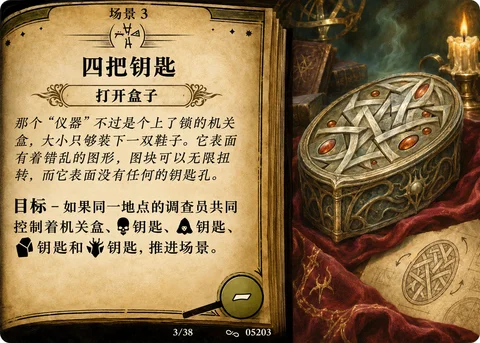 场景 3
四把钥匙
打开盒子
那个“仪器”不过是个上了锁的机关
盒，大小只够装下一双鞋子。它表面
有着错乱的图形，图块可以无限扭
转，而它表面没有任何的钥匙孔。
目标 – 如果同一地点的调查员共同
控制着机关盒、钥匙、钥匙、
钥匙和钥匙，推进场景。
–
3/38 05203